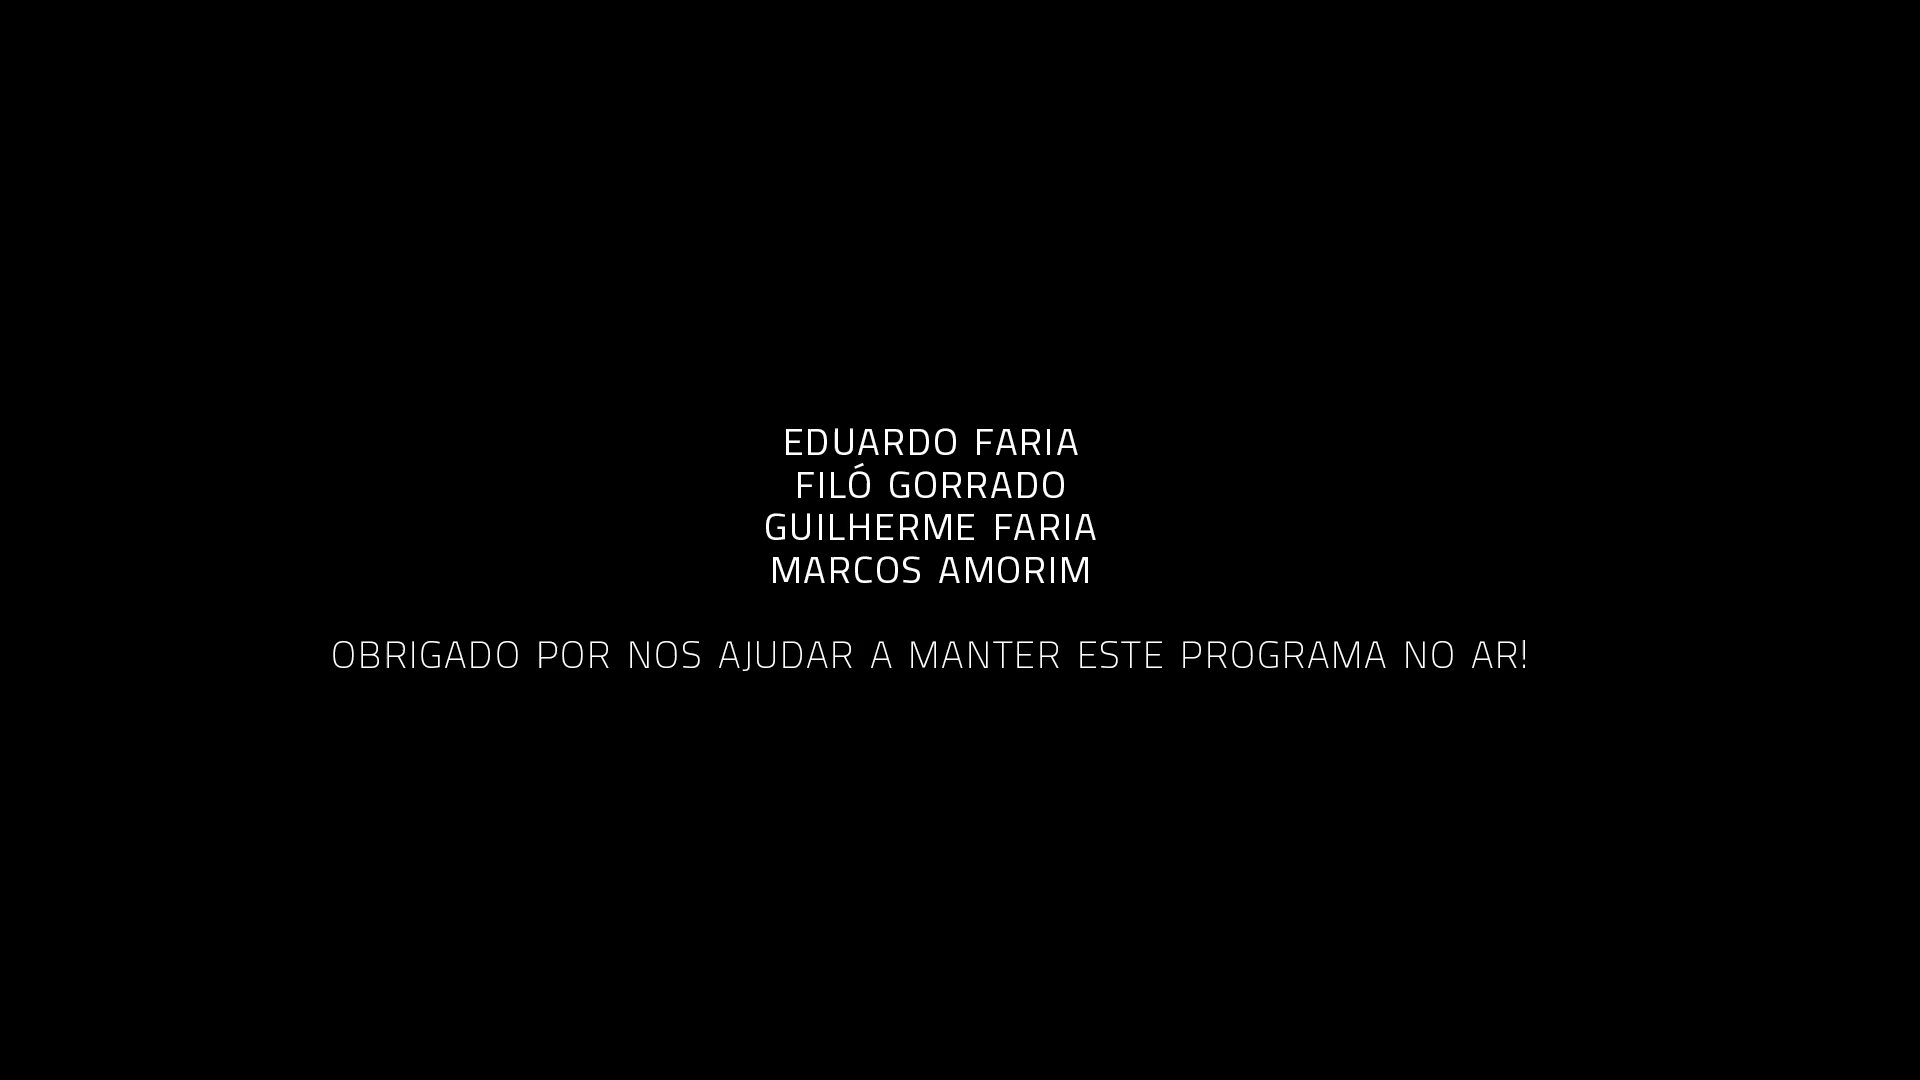 EDUARDO FARIA
FILÓ GORRADO
GUILHERME FARIA
MARCOS AMORIM
OBRIGADO POR NOS AJUDAR A MANTER ESTE PROGRAMA NO AR!